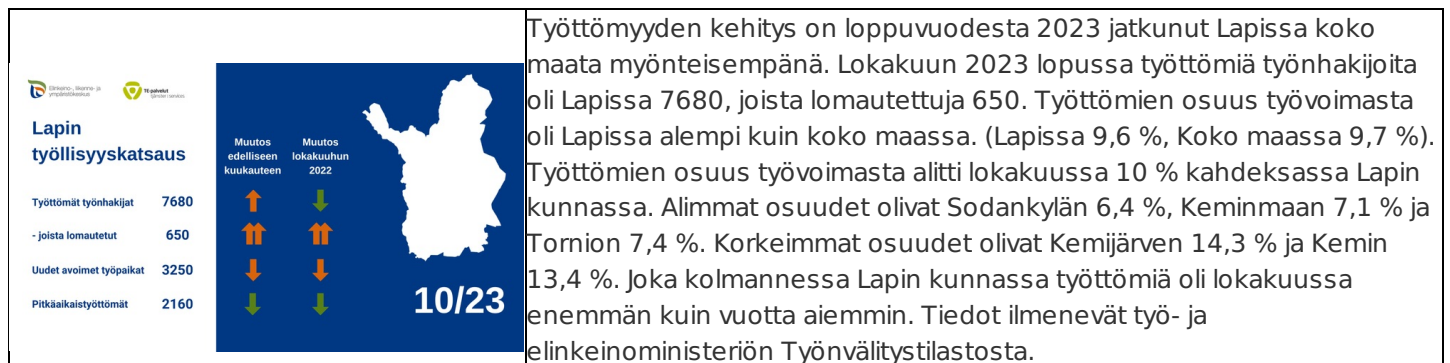 Elinkeino-, liikenne- ja
ympäristökeskus
TE-palvelut
tjänster | services
Lapin
työllisyyskatsaus
Muutos
edelliseen
kuukauteen
Muutos
lokakuuhun
2022
Työttömät työnhakijat 7680
- joista lomautetut 650
Uudet avoimet työpaikat 3250
Pitkäaikaistyöttömät 2160
10/23
Työttömyyden kehitys on loppuvuodesta 2023 jatkunut Lapissa koko
maata myönteisempänä. Lokakuun 2023 lopussa työttömiä työnhakijoita
oli Lapissa 7680, joista lomautettuja 650. Työttömien osuus työvoimasta
oli Lapissa alempi kuin koko maassa. (Lapissa 9,6 %, Koko maassa 9,7 %).
Työttömien osuus työvoimasta alitti lokakuussa 10 % kahdeksassa Lapin
kunnassa. Alimmat osuudet olivat Sodankylän 6,4 %, Keminmaan 7,1 % ja
Tornion 7,4 %. Korkeimmat osuudet olivat Kemijärven 14,3 % ja Kemin
13,4 %. Joka kolmannessa Lapin kunnassa työttömiä oli lokakuussa
enemmän kuin vuotta aiemmin. Tiedot ilmenevät työ- ja
elinkeinoministeriön Työnvälitystilastosta.